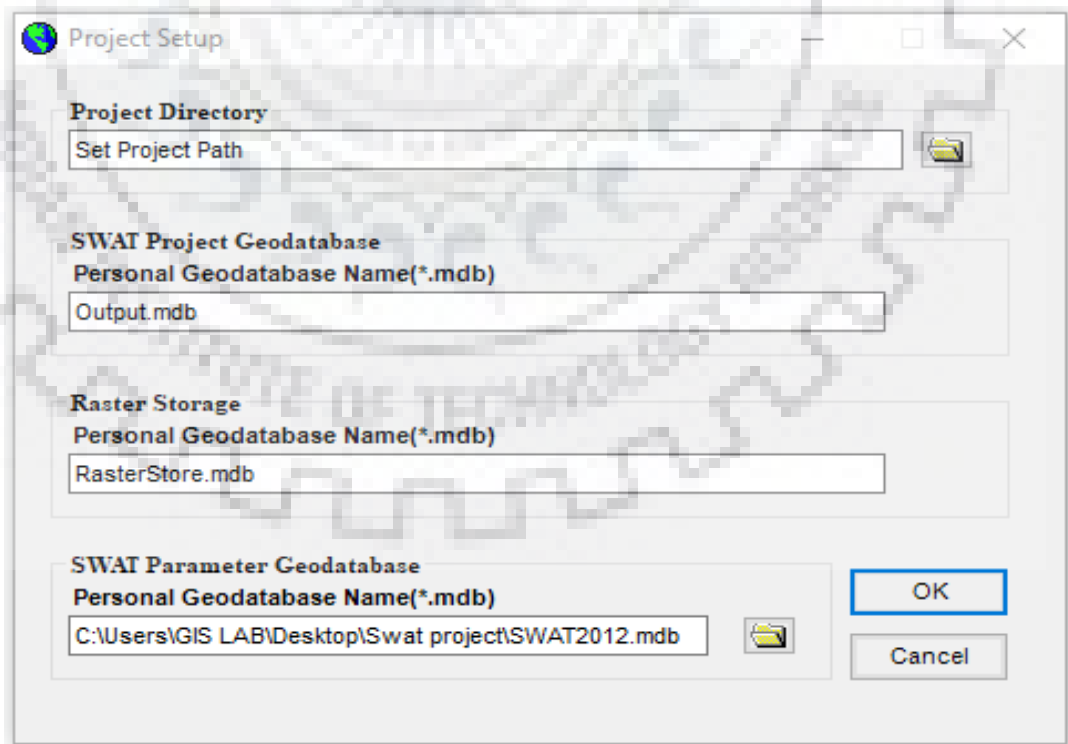 Project Setup
Project Directory
Set Project Path
SWAT Project Geodatabase
Personal Geodatabase Name(*.mdb)
Output.mdb
Raster Storage
Personal Geodatabase Name(*.mdb)
RasterStore.mdb
SWAT Parameter Geodatabase
Personal Geodatabase Name(*.mdb)
C:\Users\GIS LAB\Desktop\Swat project\SWAT2012.mdb
OK
Cancel
OF TECHNOLOGY